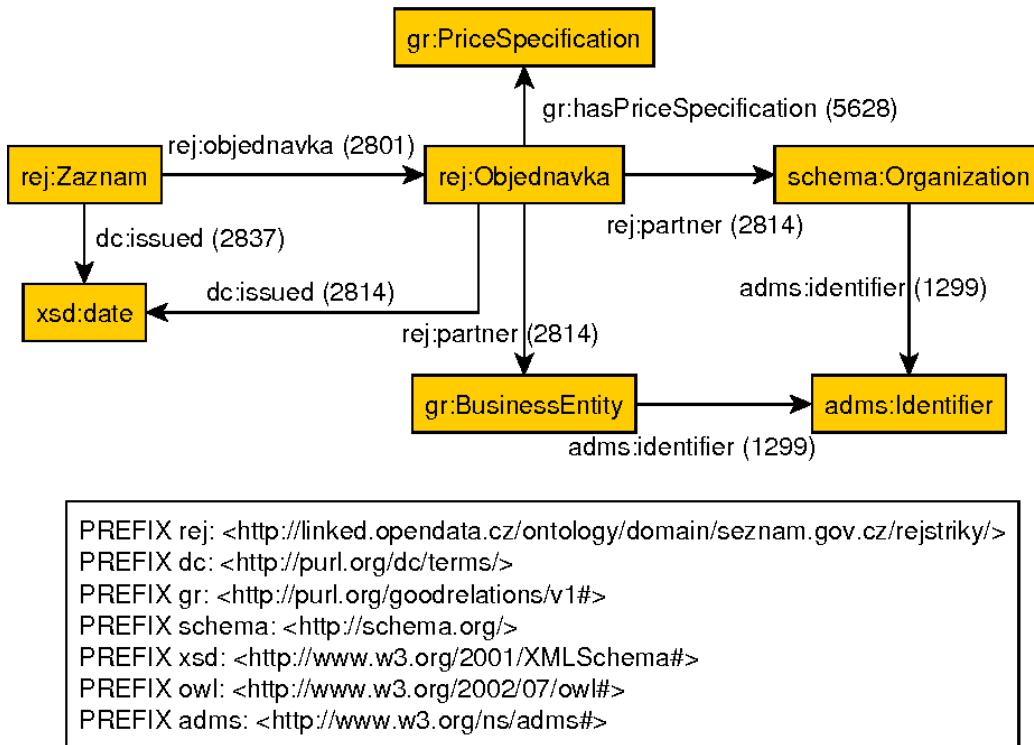 gr:PriceSpecification
gr:hasPriceSpecification (5628)
rej:objednavka (2801)
rej:Zaznam
rej:Objednavka
schema:Organization
rej:partner (2814)
dc:issued (2837)
dc:issued (2814)
adms:identifier (1299)
xsd:date
rej:partner (2814)
gr:BusinessEntity
adms:Identifier
adms:identifier (1299)
PREFIX rej: <http://linked.opendata.cz/ontology/domain/seznam.gov.cz/rejstriky/>
PREFIX dc: <http://purl.org/dc/terms/>
PREFIX gr: <http://purl.org/goodrelations/v1#>
PREFIX schema: <http://schema.org/>
PREFIX xsd: <http://www.w3.org/2001/XMLSchema#>
PREFIX owl: <http://www.w3.org/2002/07/owl#>
PREFIX adms: <http://www.w3.org/ns/adms#>